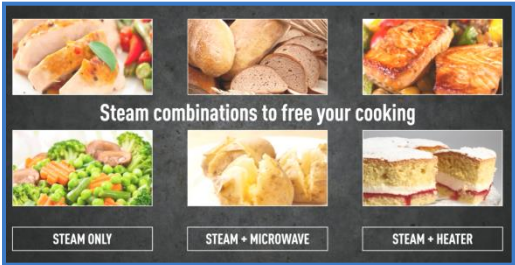 Steam combinations to free your cooking
STEAM ONLY
STEAM + MICROWAVE
STEAM + HEATER